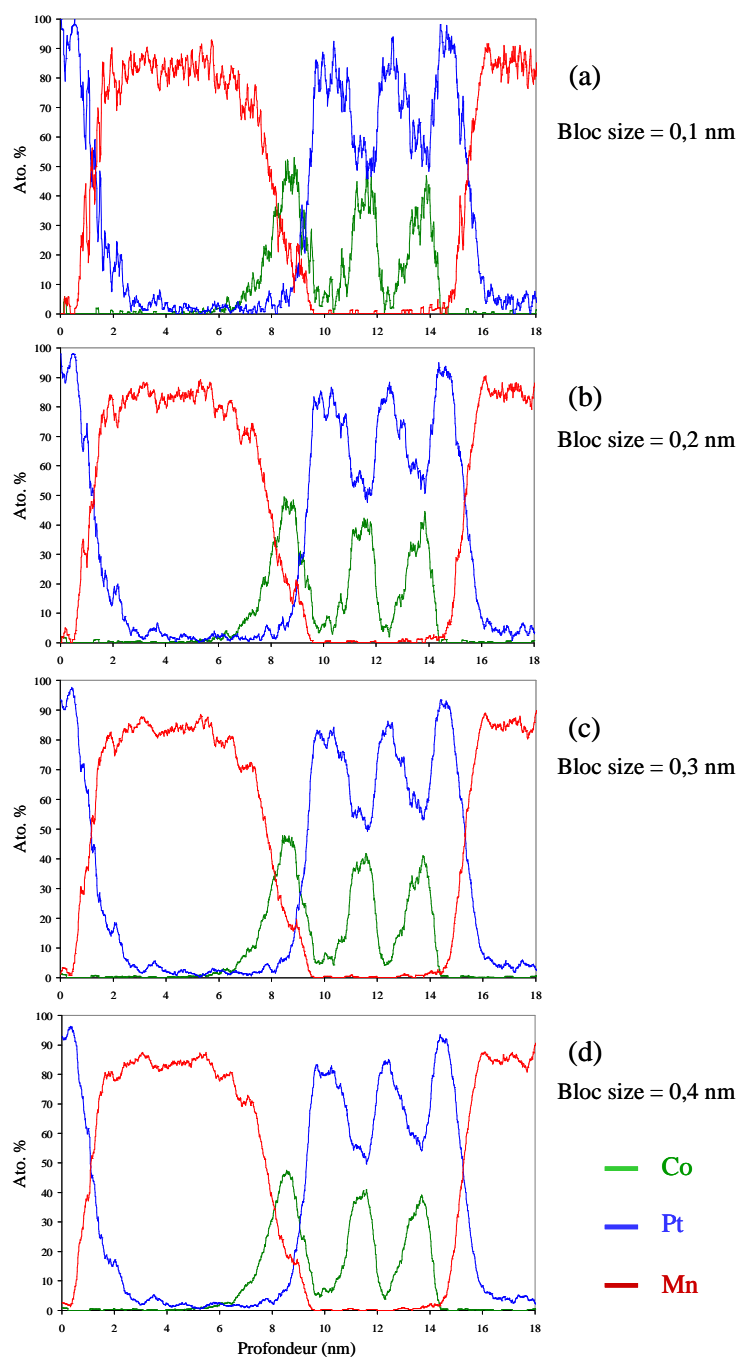 100
90
80
70
60
50
40
30
20
10
0
Ato. %
0 2 4 6 8 10 12 14 16 18
(a)
Bloc size = 0,1 nm
100
90
80
70
60
50
40
30
20
10
0
Ato. %
0 2 4 6 8 10 12 14 16 18
(b)
Bloc size = 0,2 nm
100
90
80
70
60
50
40
30
20
10
0
Ato. %
0 2 4 6 8 10 12 14 16 18
(c)
Bloc size = 0,3 nm
100
90
80
70
60
50
40
30
20
10
0
Ato. %
0 2 4 6 8 10 12 14 16 18
Profondeur (nm)
(d)
Bloc size = 0,4 nm
Co
Pt
Mn